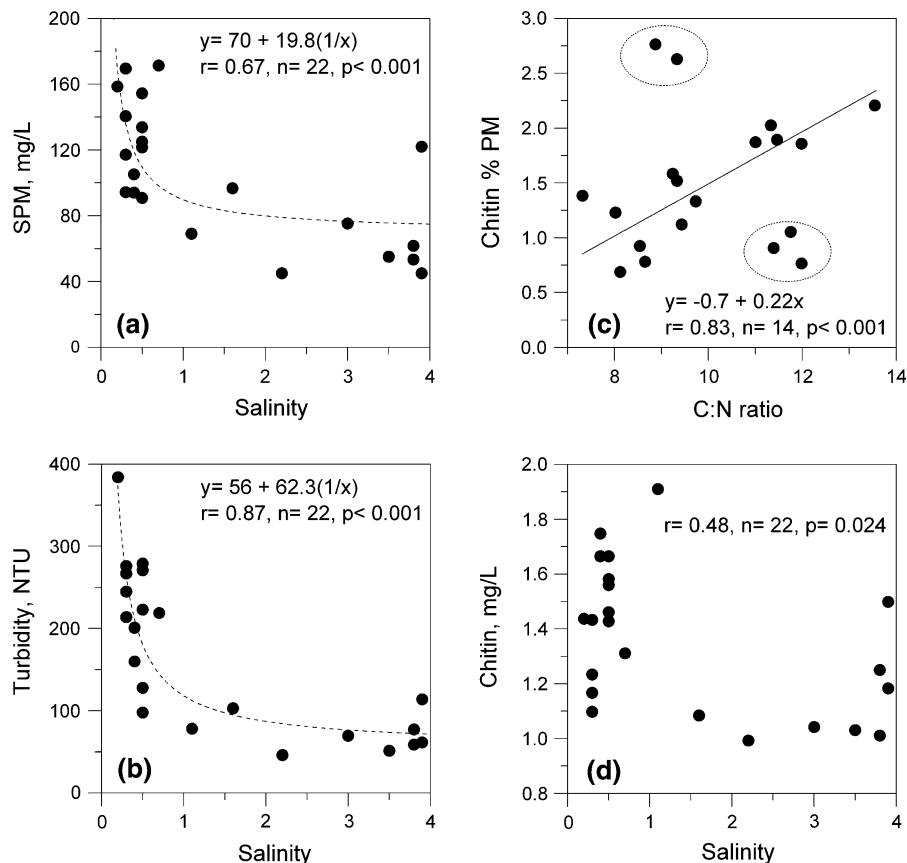 200
160
120
80
40
0
SPM, mg/L
y= 70 + 19.8(1/x)
r= 0.67, n= 22, p< 0.001
(a)
0 1 2 3 4
Salinity
3.0
2.5
2.0
1.5
1.0
0.5
0.0
Chitin % PM
(c)
y= -0.7 + 0.22x
r= 0.83, n= 14, p< 0.001
8 10 12 14
C:N ratio
400
300
200
100
0
Turbidity, NTU
y= 56 + 62.3(1/x)
r= 0.87, n= 22, p< 0.001
(b)
0 1 2 3 4
Salinity
2.0
1.8
1.6
1.4
1.2
1.0
0.8
Chitin, mg/L
r= 0.48, n= 22, p= 0.024
(d)
0 1 2 3 4
Salinity